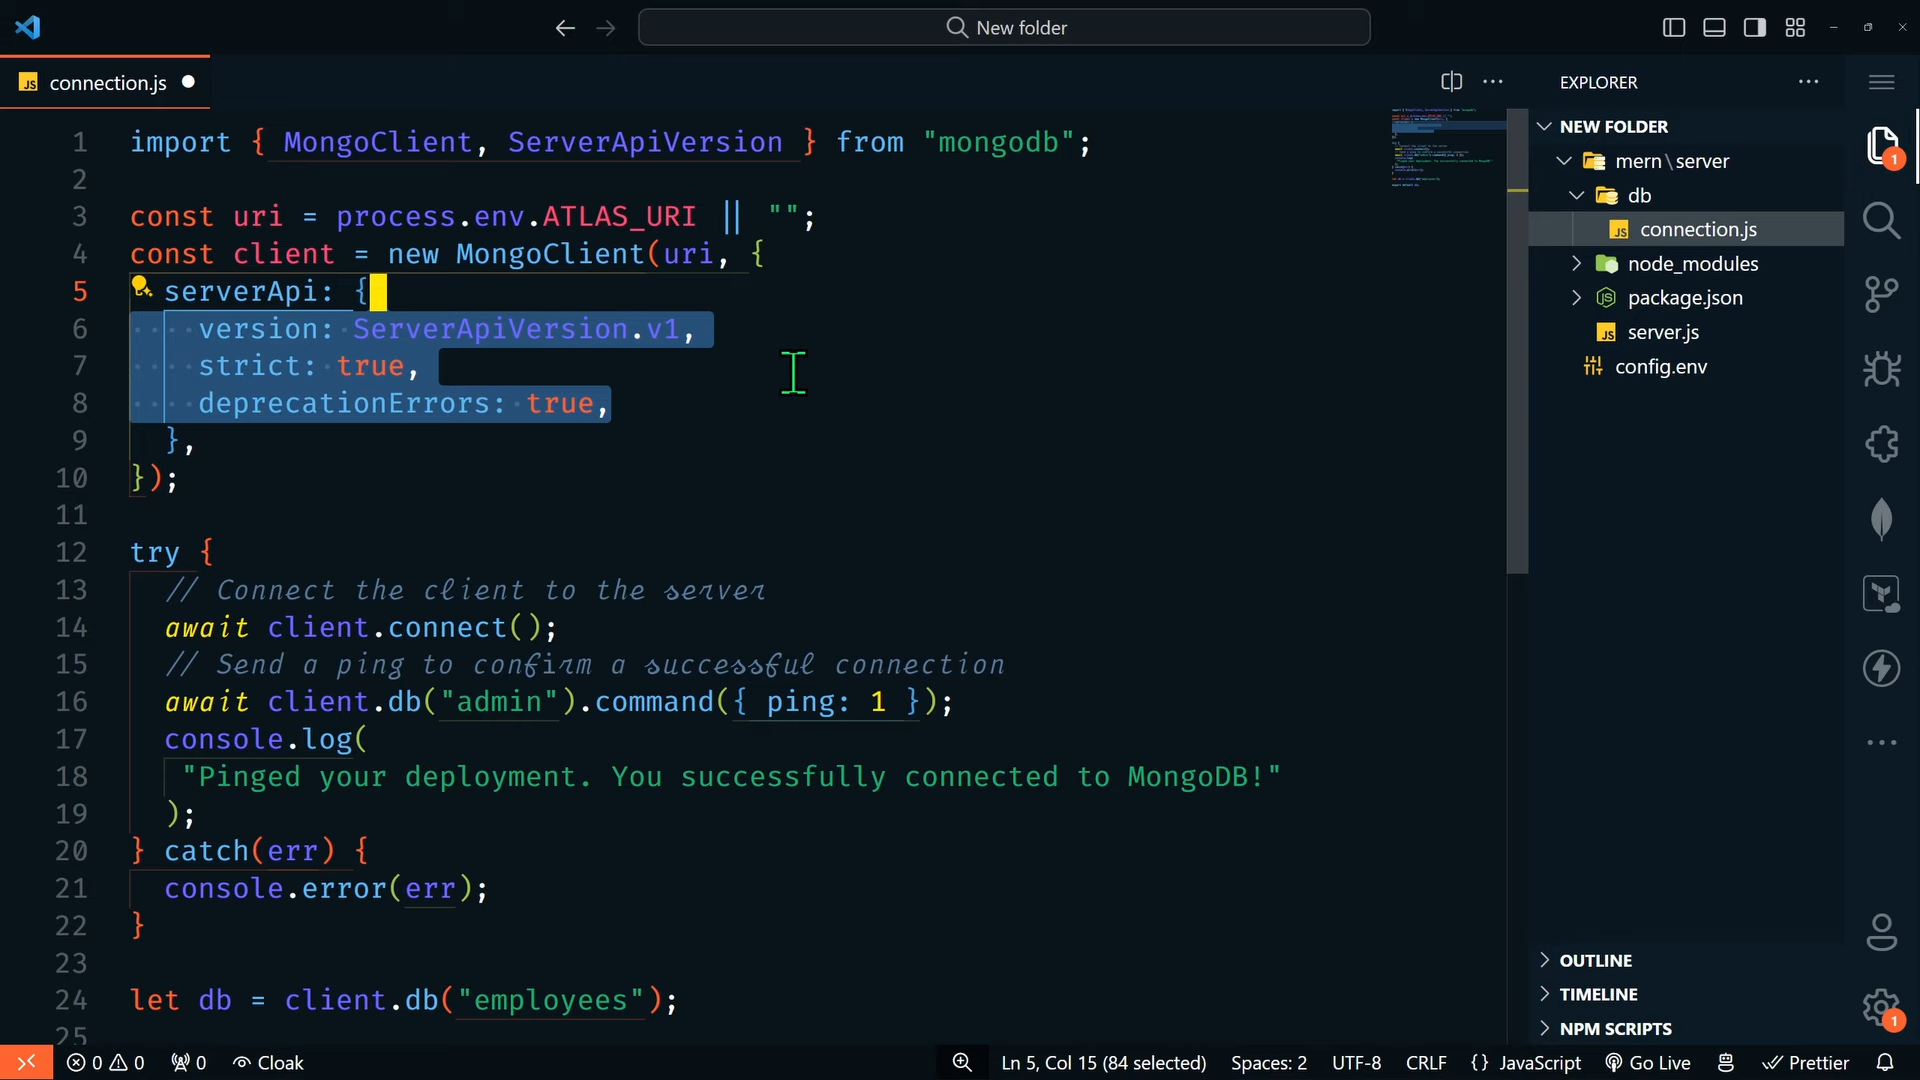 New folder
connection.js
EXPLORER
1 import { MongoClient, ServerApiVersion } from "mongodb";
2
3 const uri = process.env.ATLAS_URI || "";
4 const client = new MongoClient(uri, {
5 serverApi: {
6 version: ServerApiVersion.v1,
7 strict: true,
8 deprecationErrors: true,
9 },
10 });
11
12 try {
13 // Connect the client to the server
14 await client.connect();
15 // Send a ping to confirm a successful connection
16 await client.db("admin").command({ ping: 1 });
17 console.log(
18 "Pinged your deployment. You successfully connected to MongoDB!"
19 );
20 } catch(err) {
21 console.error(err);
22 }
23
24 let db = client.db("employees");
25
NEW FOLDER
mern\server
db
JS connection.js
node_modules
package.json
JS server.js
config.env
OUTLINE
TIMELINE
NPM SCRIPTS
1
1
0 0 0 Cloak Ln 5, Col 15 (84 selected) Spaces: 2 UTF-8 CRLF {} JavaScript Go Live Prettier